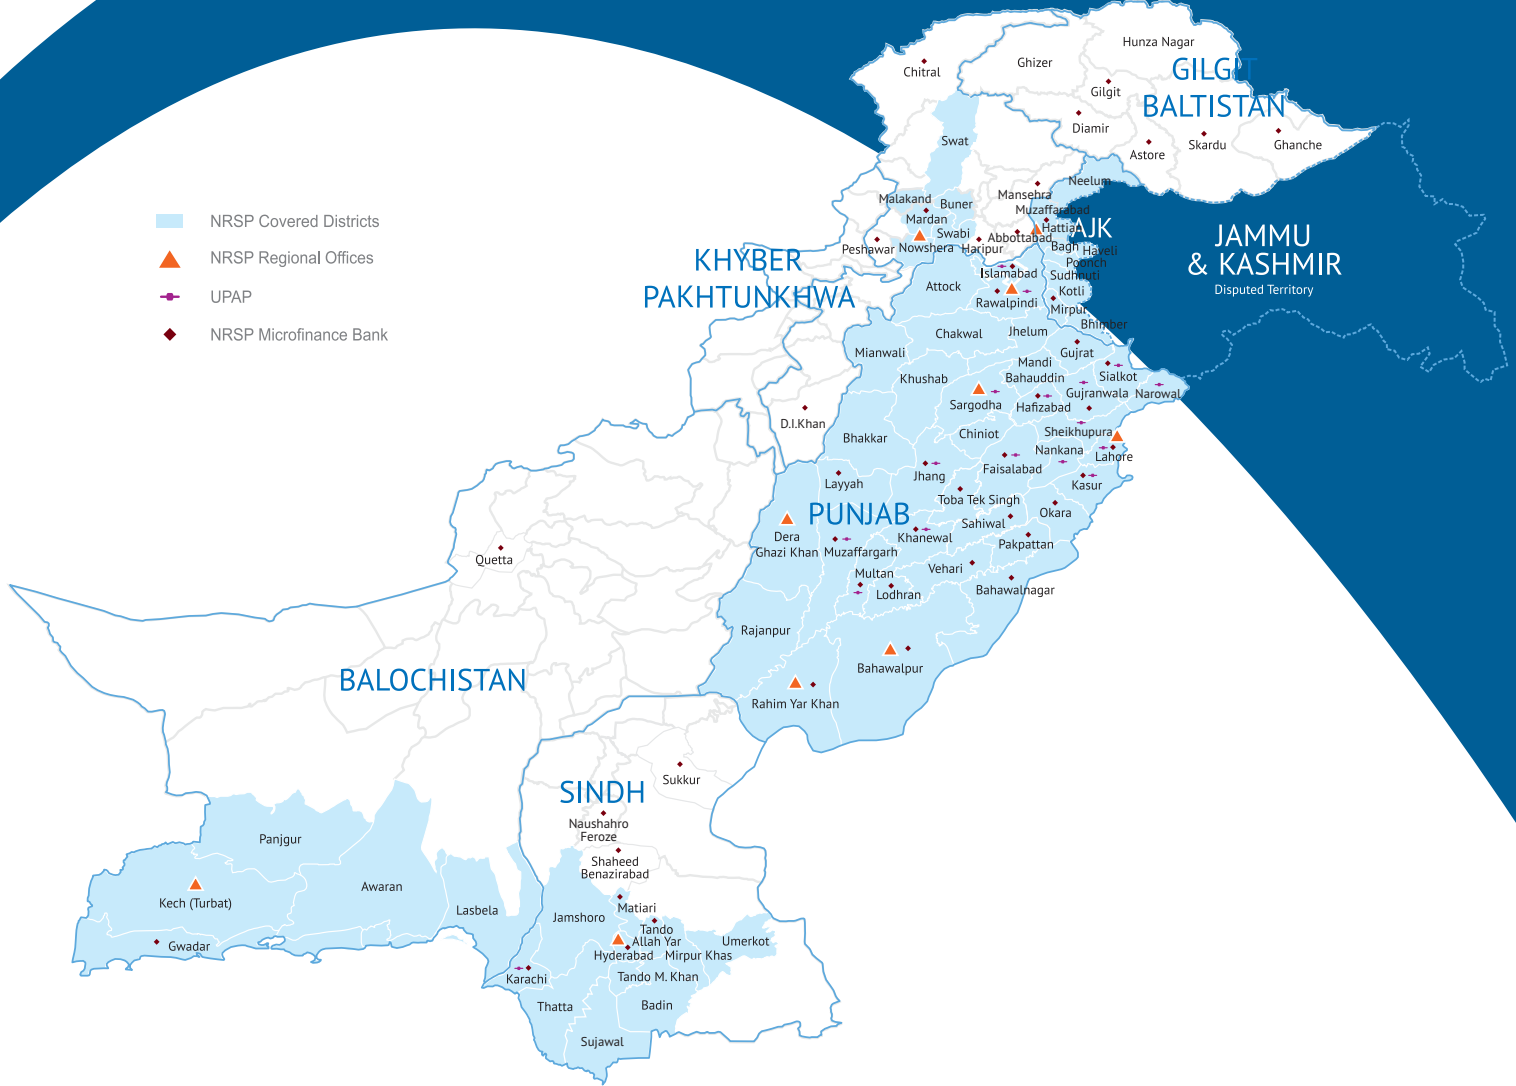 NRSP Covered Districts
NRSP Regional Offices
UPAP
NRSP Microfinance Bank
Hunza Nagar
Ghizer
Chitral
GILGIT
BALTISTAN
Gilgit
Diamir
Skardu
Ghanche
Astore
Swat
Neelum
Mansehra
Malakand
Buner
Muzaffarabad
Mardan
Hattian
AJK
Swabi
Abbottabad
Peshawar
Nowshera
Haripur
Bagh
Haveli
Poonch
Sudhnuti
JAMMU
& KASHMIR
Disputed Territory
KHYBER
PAKHTUNKHWA
Islamabad
Attock
Rawalpindi
Kotli
Mirpur
Bhimber
Chakwal
Jhelum
Mianwali
Gujrat
Mandi
Bahauddin
Khushab
Sialkot
Gujranwala
Narowal
Sargodha
Hafizabad
D.I.Khan
Bhakkar
Chiniot
Sheikhupura
Nankana
Lahore
Faisalabad
Jhang
Layyah
Kasur
Toba Tek Singh
PUNJAB
Okara
Sahiwal
Dera
Ghazi Khan
Khanewal
Muzaffargarh
Pakpattan
Quetta
Multan
Vehari
Lodhran
Bahawalnagar
Rajanpur
Bahawalpur
BALOCHISTAN
Rahim Yar Khan
Sukkur
SINDH
Naushahro
Feroze
Panjgur
Shaheed
Benazirabad
Awaran
Kech (Turbat)
Lasbela
Matiari
Jamshoro
Tando
Allah Yar
Umerkot
Gwadar
Hyderabad
Mirpur Khas
Karachi
Tando M. Khan
Thatta
Badin
Sujawal